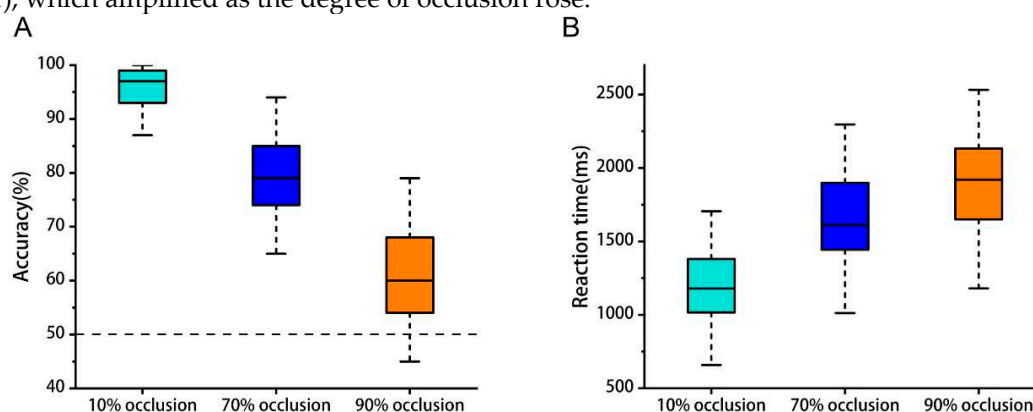 which amplified as the degree of occlusion rose.
A
B
100
90
80
70
60
50
40
Accuracy(%)
10% occlusion 70% occlusion 90% occlusion
2500
2000
1500
1000
500
Reaction time(ms)
10% occlusion 70% occlusion 90% occlusion